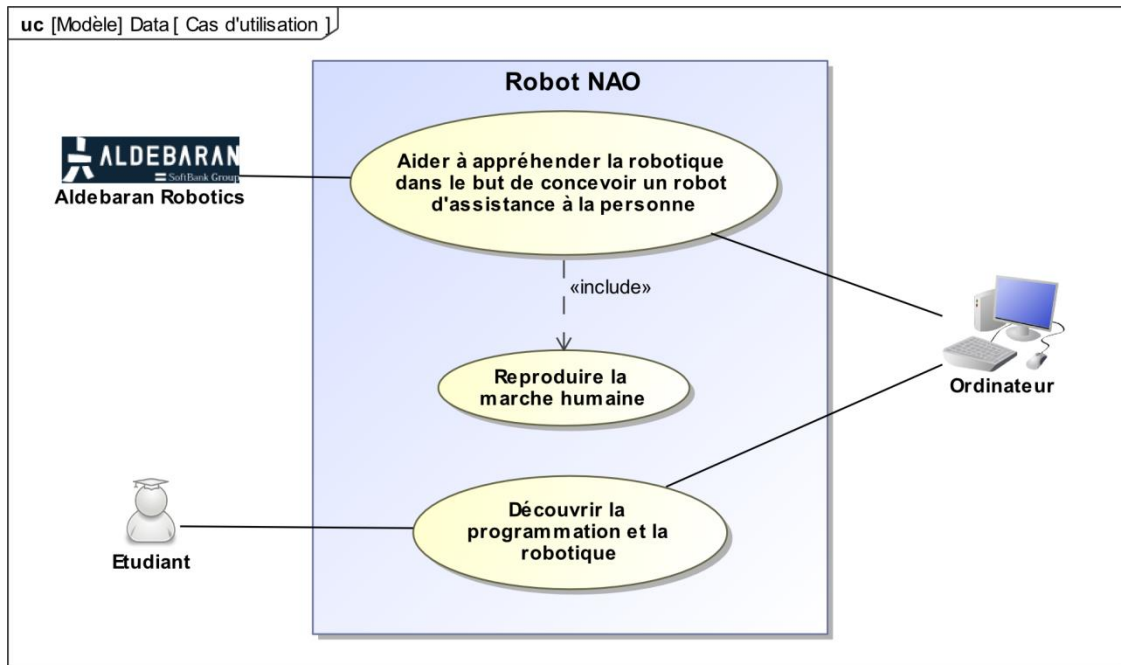 uc [Modèle] Data [ Cas d'utilisation ]
Robot NAO
ALDEBARAN
SoftBank Group
Aldebaran Robotics
Aider à appréhender la robotique
dans le but de concevoir un robot
d'assistance à la personne
«include»
Reproduire la
marche humaine
Ordinateur
Découvrir la
programmation et la
robotique
Etudiant